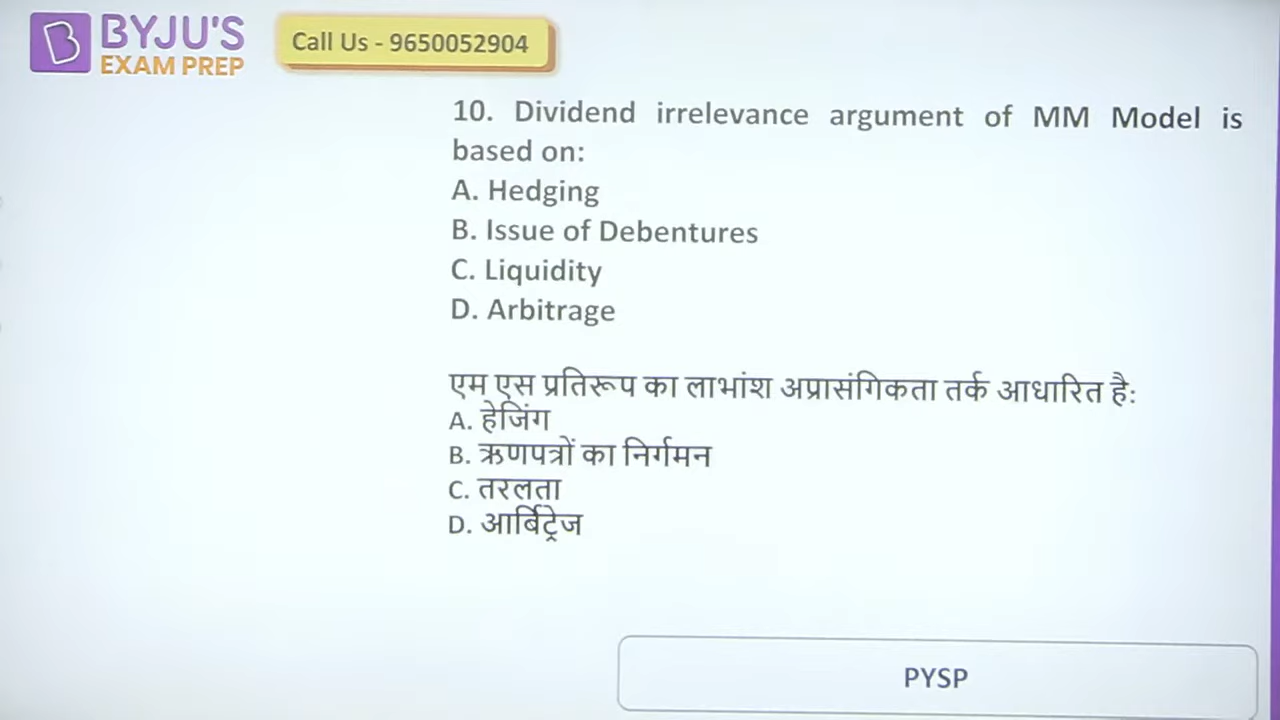 BYJU'S
EXAM PREP
Call Us - 9650052904
10. Dividend irrelevance argument of MM Model is
based on:
A. Hedging
B. Issue of Debentures
C. Liquidity
D. Arbitrage
एम एस प्रतिरूप का लाभांश अप्रासंगिकता तर्क आधारित है:
A. हेजिंग
B. ऋणपत्रों का निर्गमन
C. तरलता
D. आर्बिट्रेज
PYSP